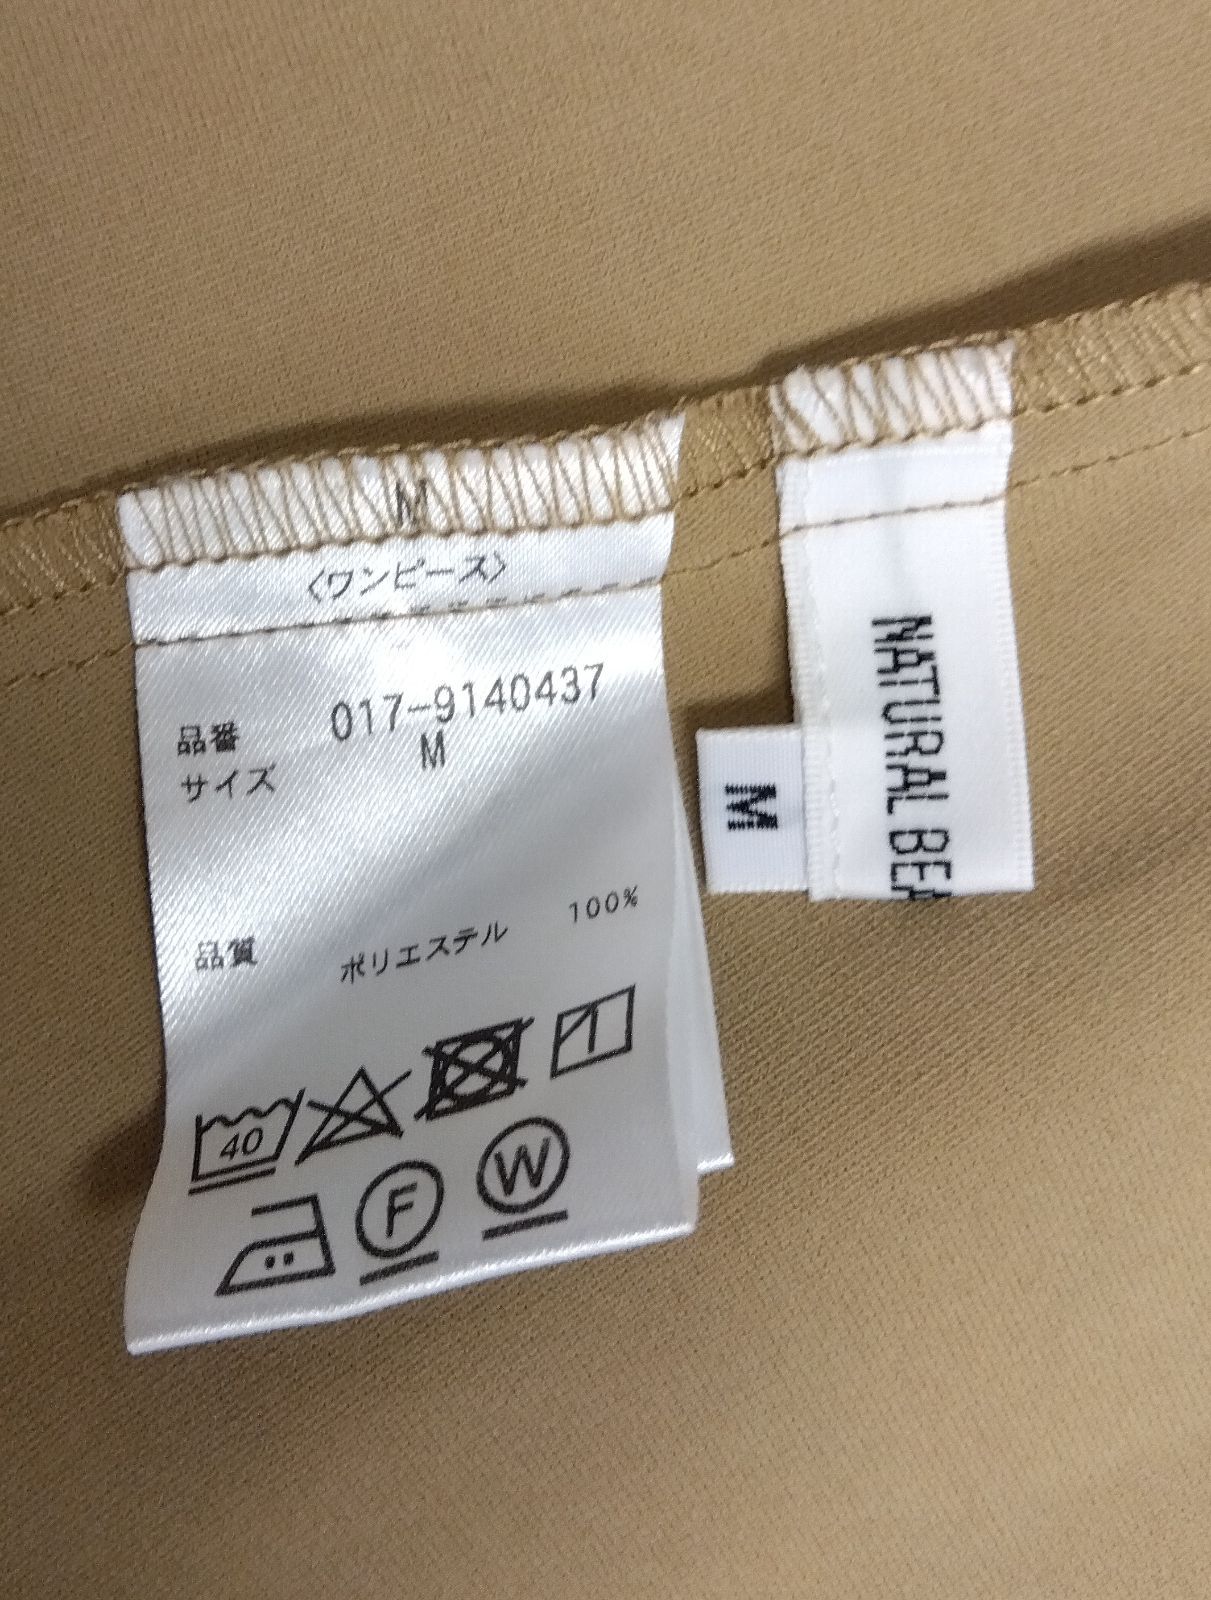 M
〈ワンピース〉
品番 017-9140437
サイズ M
品質 ポリエステル 100%
40
F
W
M
NATURAL BEA